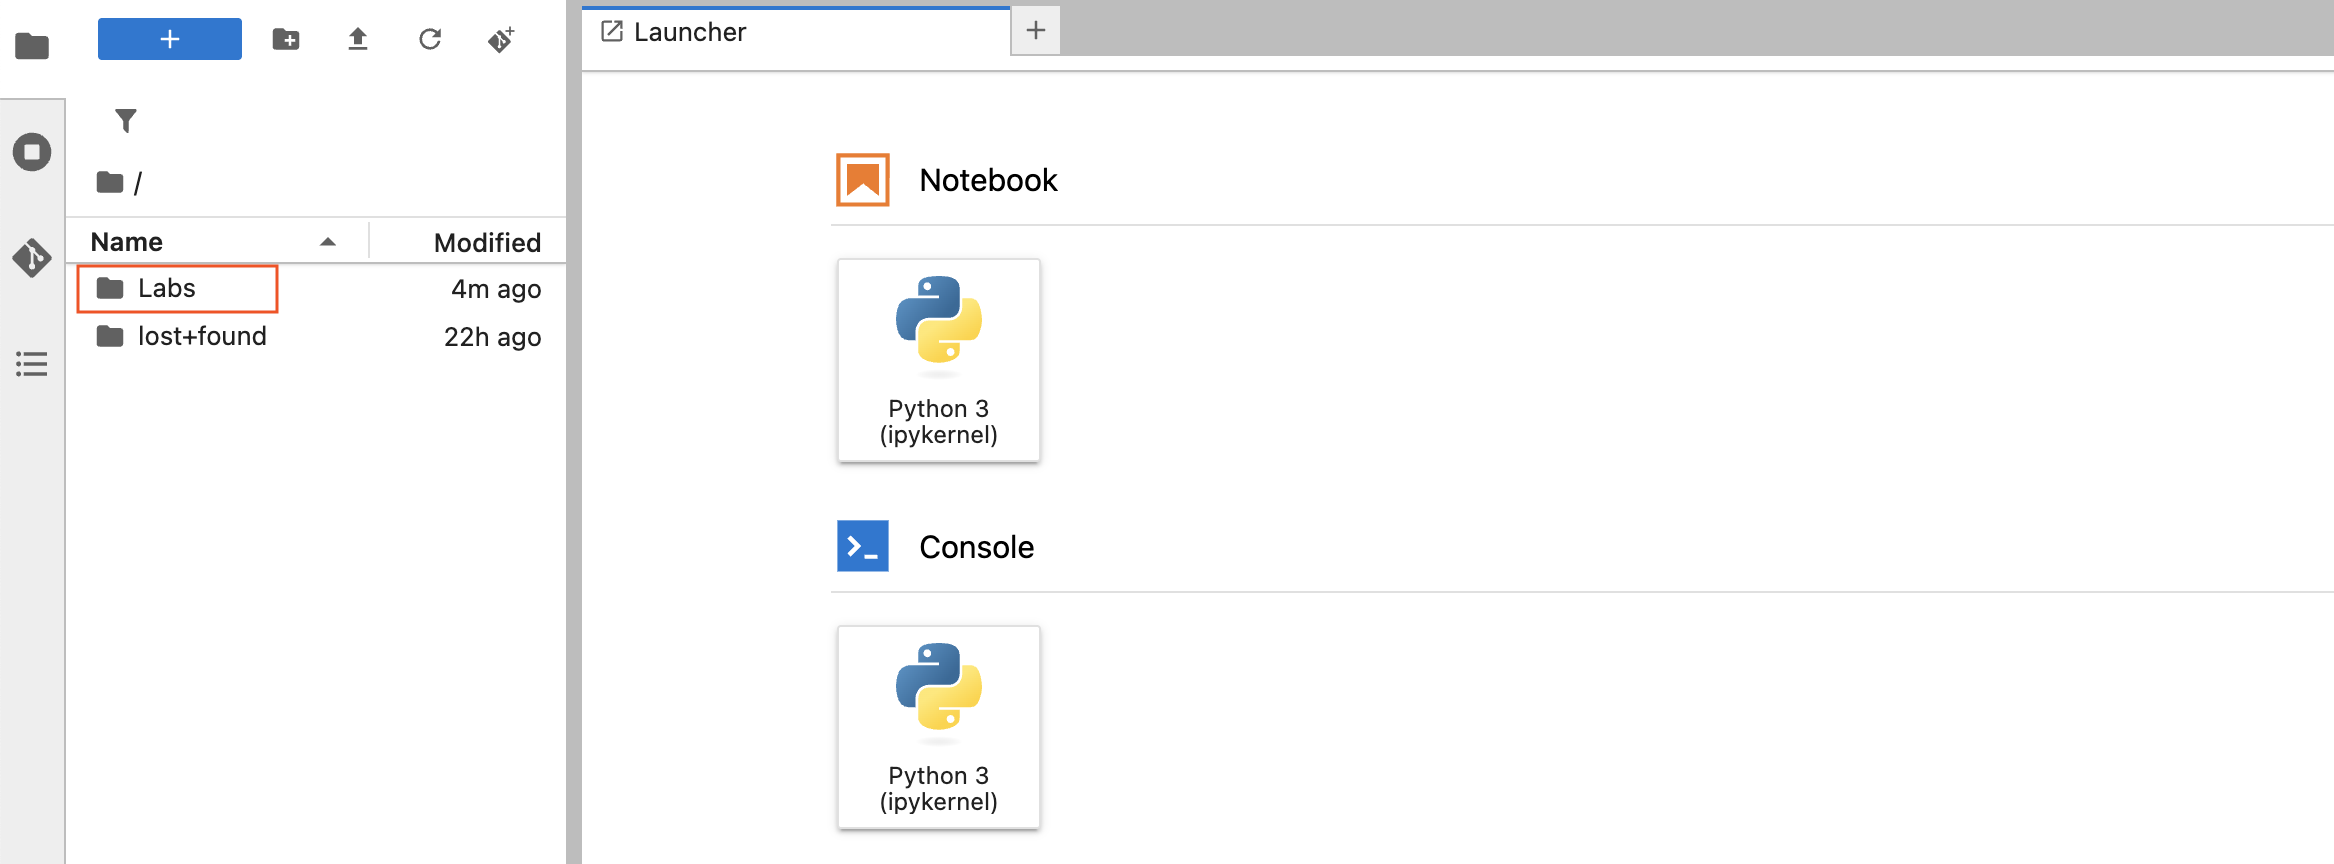 Launcher
/
Name Modified
Labs 4m ago
lost+found 22h ago
Notebook
Python 3
(ipykernel)
Console
Python 3
(ipykernel)